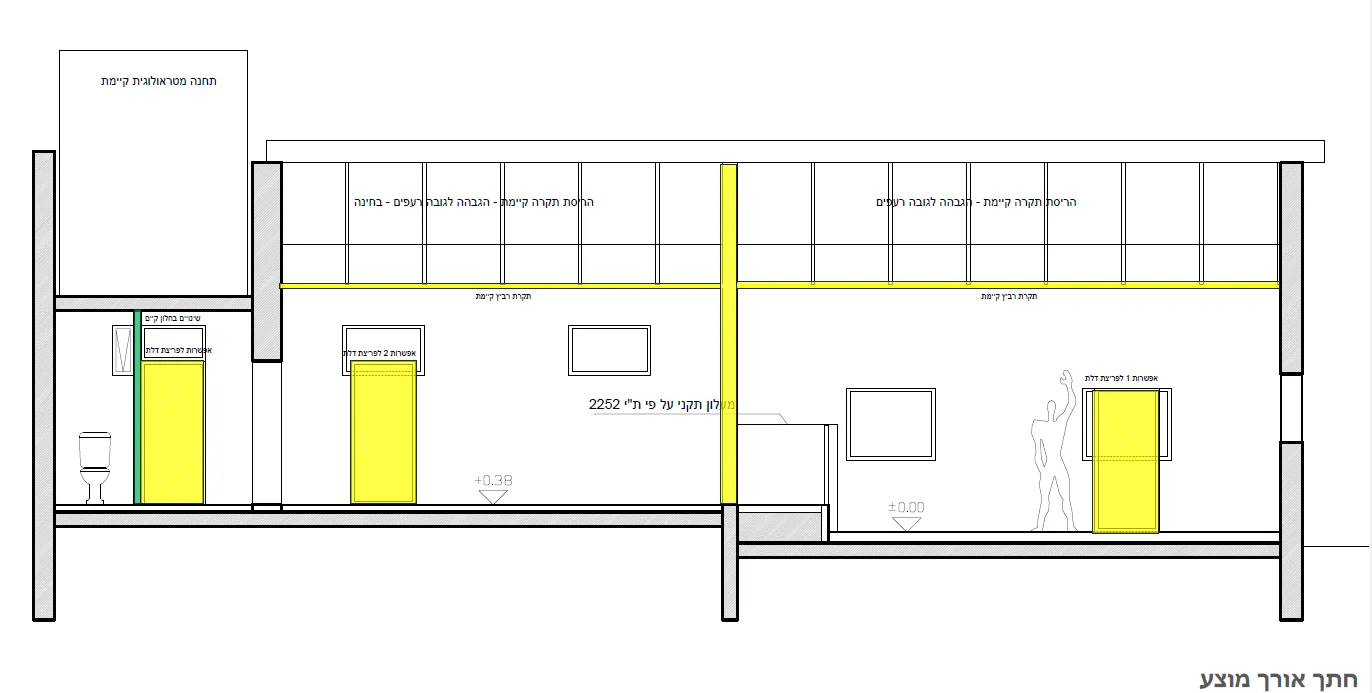 תחנה מטראולוגית קיימת
הריסת תקרה קיימת - הגבהה לגובה רעפים - בחינה
הריסת תקרה קיימת - הגבהה לגובה רעפים
תקרת רביץ קיימת
תקרת רביץ קיימת
שינויים בחלון קיים
אפשרות לפריצת דלת
אפשרות 2 לפריצת דלת
אפשרות 1 לפריצת דלת
מעלון תקני על פי ת"י 2252
+0.38
±0.00
חתך אורך מוצע